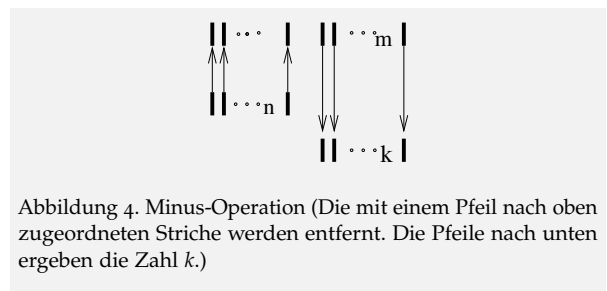 m
n
k
Abbildung 4. Minus-Operation (Die mit einem Pfeil nach oben
zugeordneten Striche werden entfernt. Die Pfeile nach unten
ergeben die Zahl k.)